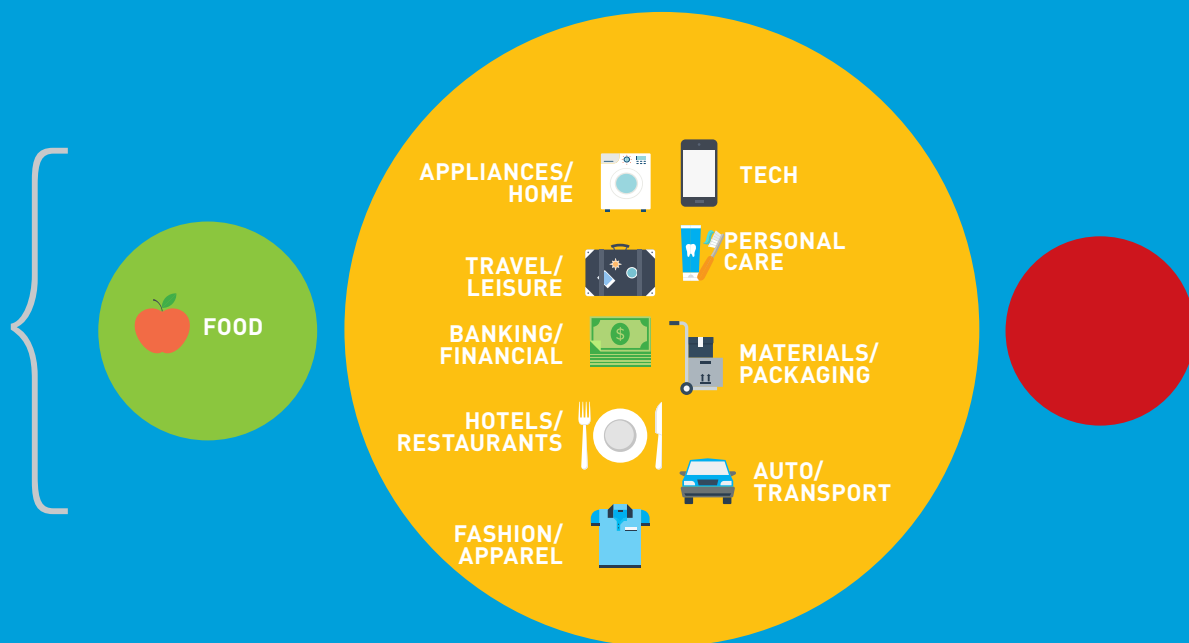 APPLIANCES/
HOME
TECH
PERSONAL
CARE
TRAVEL/
LEISURE
FOOD
BANKING/
FINANCIAL
$
MATERIALS/
PACKAGING
HOTELS/
RESTAURANTS
AUTO/
TRANSPORT
FASHION/
APPAREL